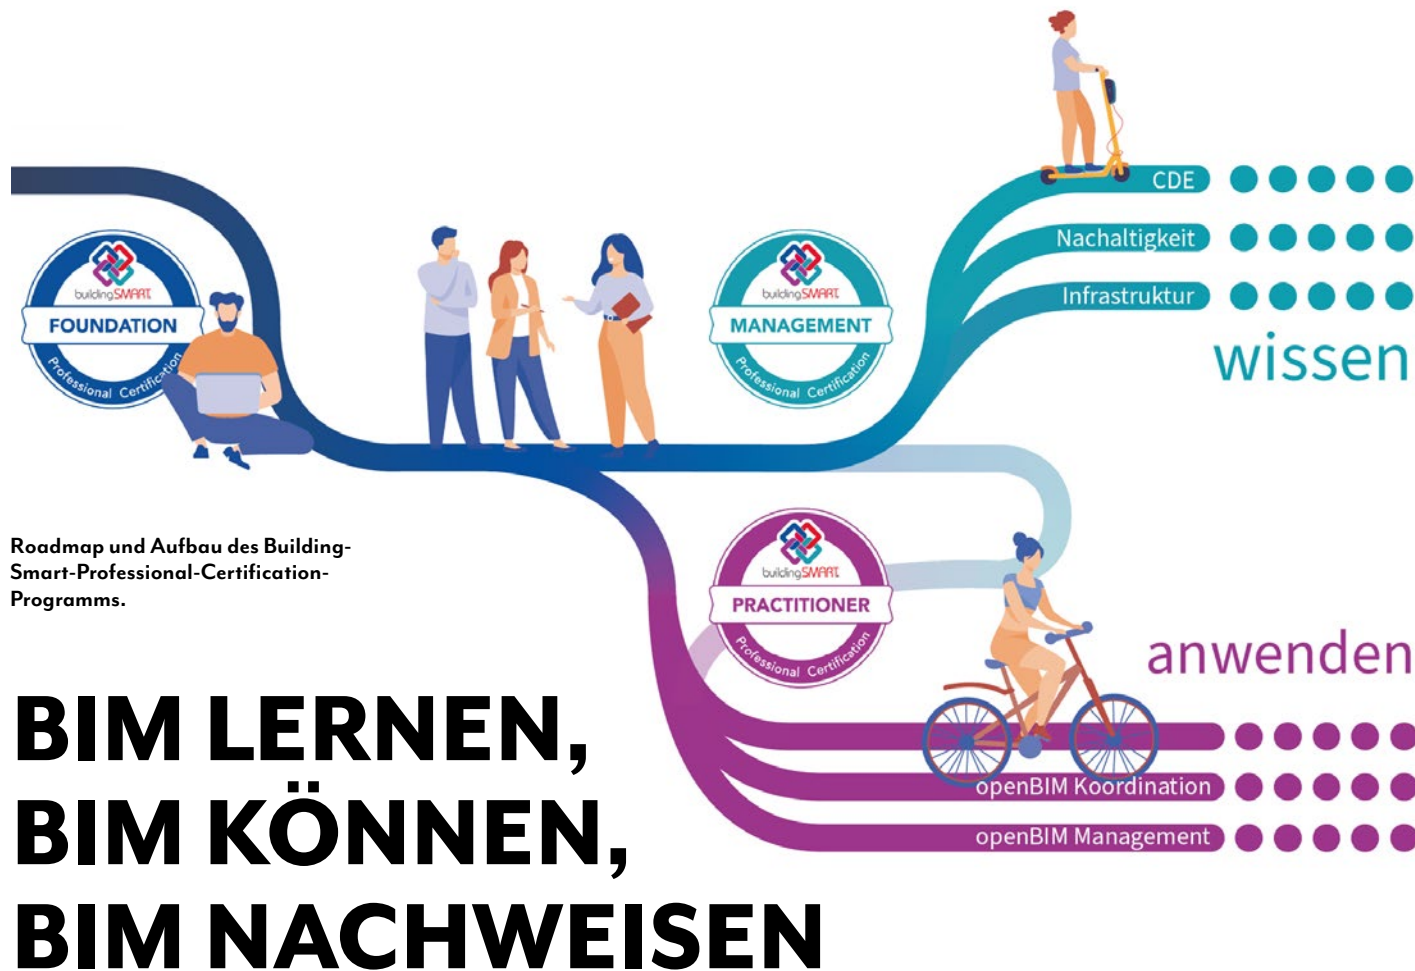 CDE
Nachaltigkeit
Infrastruktur
wissen
buildingSMART
FOUNDATION
Professional Certification
buildingSMART
MANAGEMENT
Professional Certification
Roadmap und Aufbau des Building-
Smart-Professional-Certification-
Programms.
buildingSMART
PRACTITIONER
Professional Certification
anwenden
openBIM Koordination
openBIM Management
BIM LERNEN,
BIM KÖNNEN,
BIM NACHWEISEN